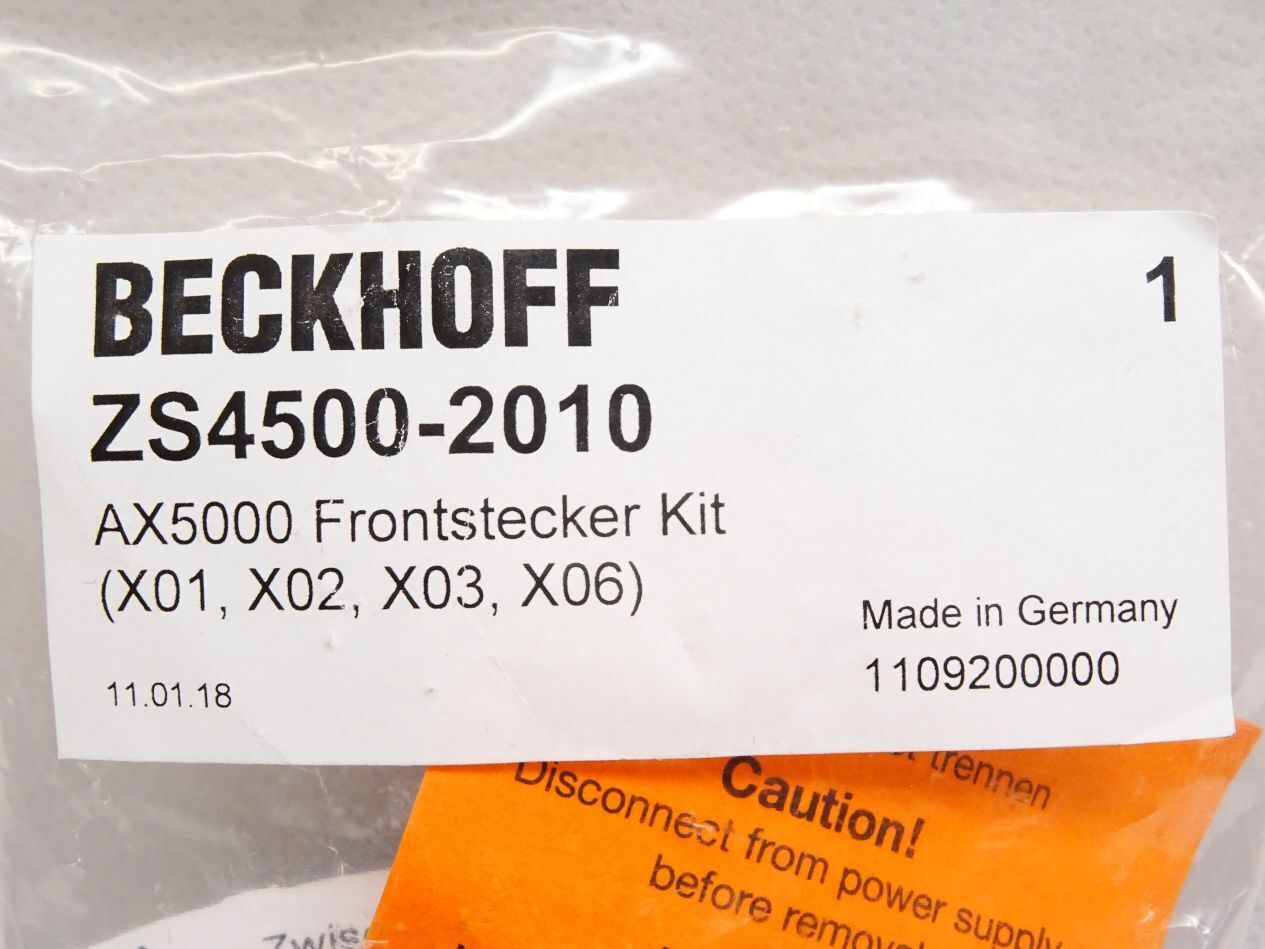 BECKHOFF
1
ZS4500-2010
AX5000 Frontstecker Kit
(X01, X02, X03, X06)
Made in Germany
1109200000
11.01.18
trennen
Caution!
Disconnect from power supply
before